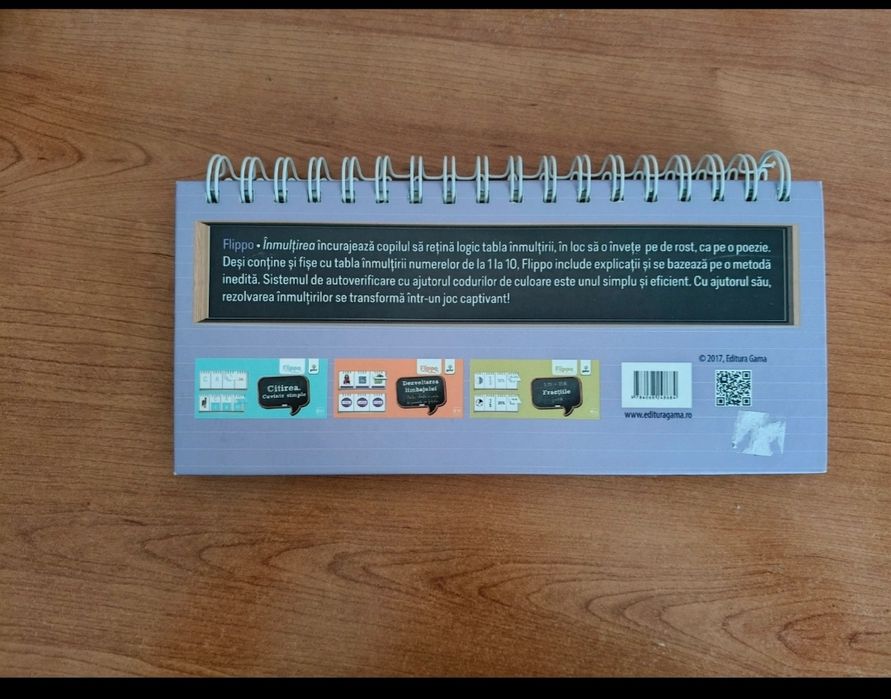 Flippo • Înmulțirea încurajează copilul să rețină logic tabla înmulțirii, în loc să o învețe pe de rost, ca pe o poezie.
Deși conține și fișe cu tabla înmulțirii numerelor de la 1 la 10, Flippo include explicații și se bazează pe o metodă
inedită. Sistemul de autoverificare cu ajutorul codurilor de culoare este unul simplu și eficient. Cu ajutorul său,
rezolvarea înmulțirilor se transformă într-un joc captivant!
© 2017, Editura Gama
Flippo
Citirea.
Cuvinte simple
Flippo
Dezvoltarea
limbajului
Flippo
Fracțiile
www.edituragama.ro